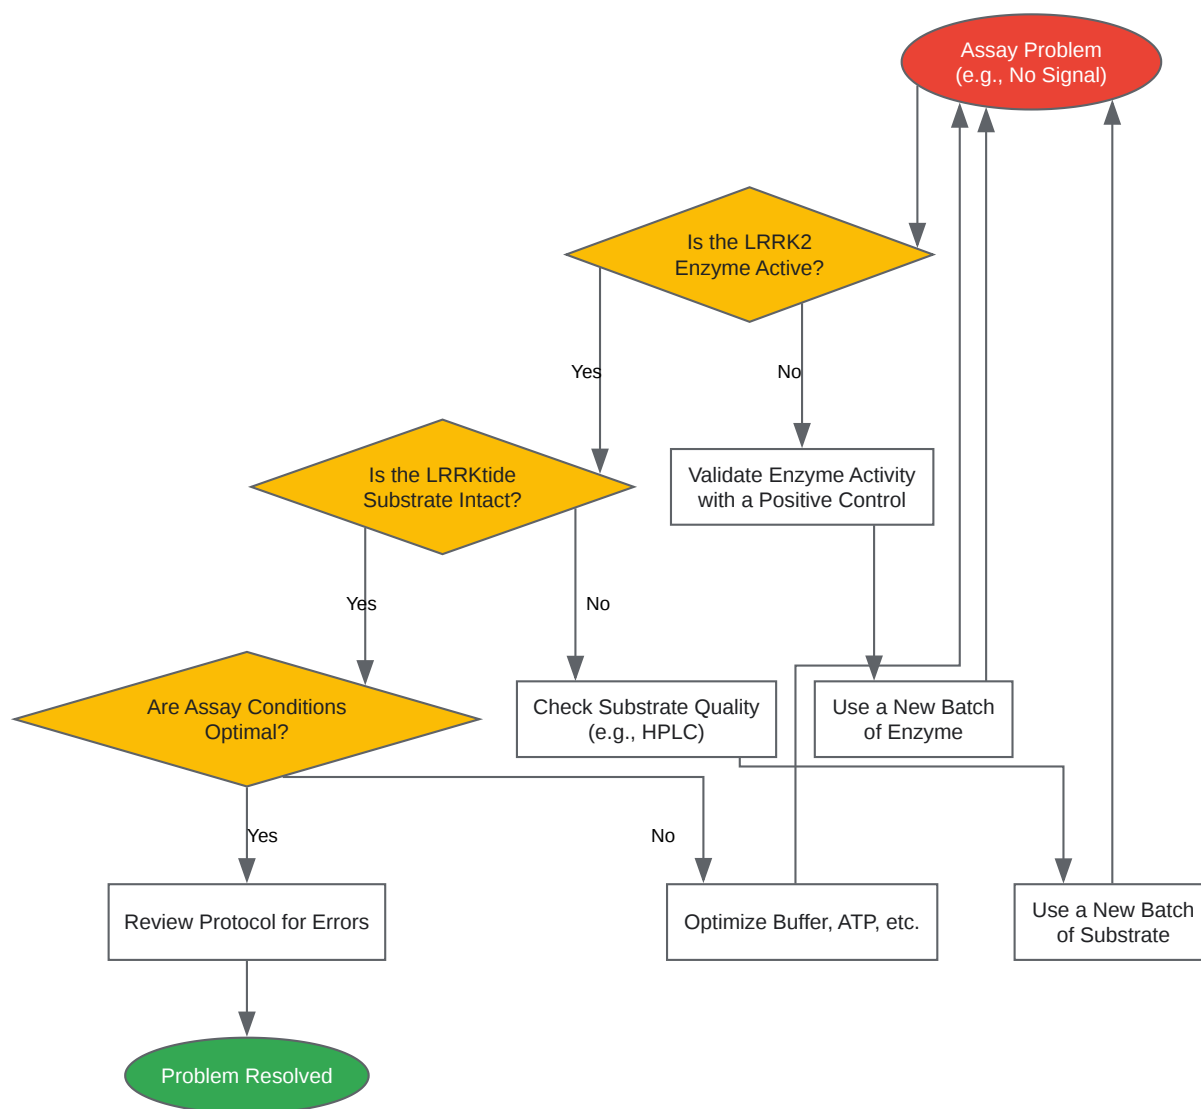 Assay Problem
(e.g., No Signal)
Is the LRRK2
Enzyme Active?
Yes
No
Is the LRRKtide
Substrate Intact?
Validate Enzyme Activity
with a Positive Control
Yes
No
Are Assay Conditions
Optimal?
Check Substrate Quality
(e.g., HPLC)
Use a New Batch
of Enzyme
Yes
No
Review Protocol for Errors
Optimize Buffer, ATP, etc.
Use a New Batch
of Substrate
Problem Resolved